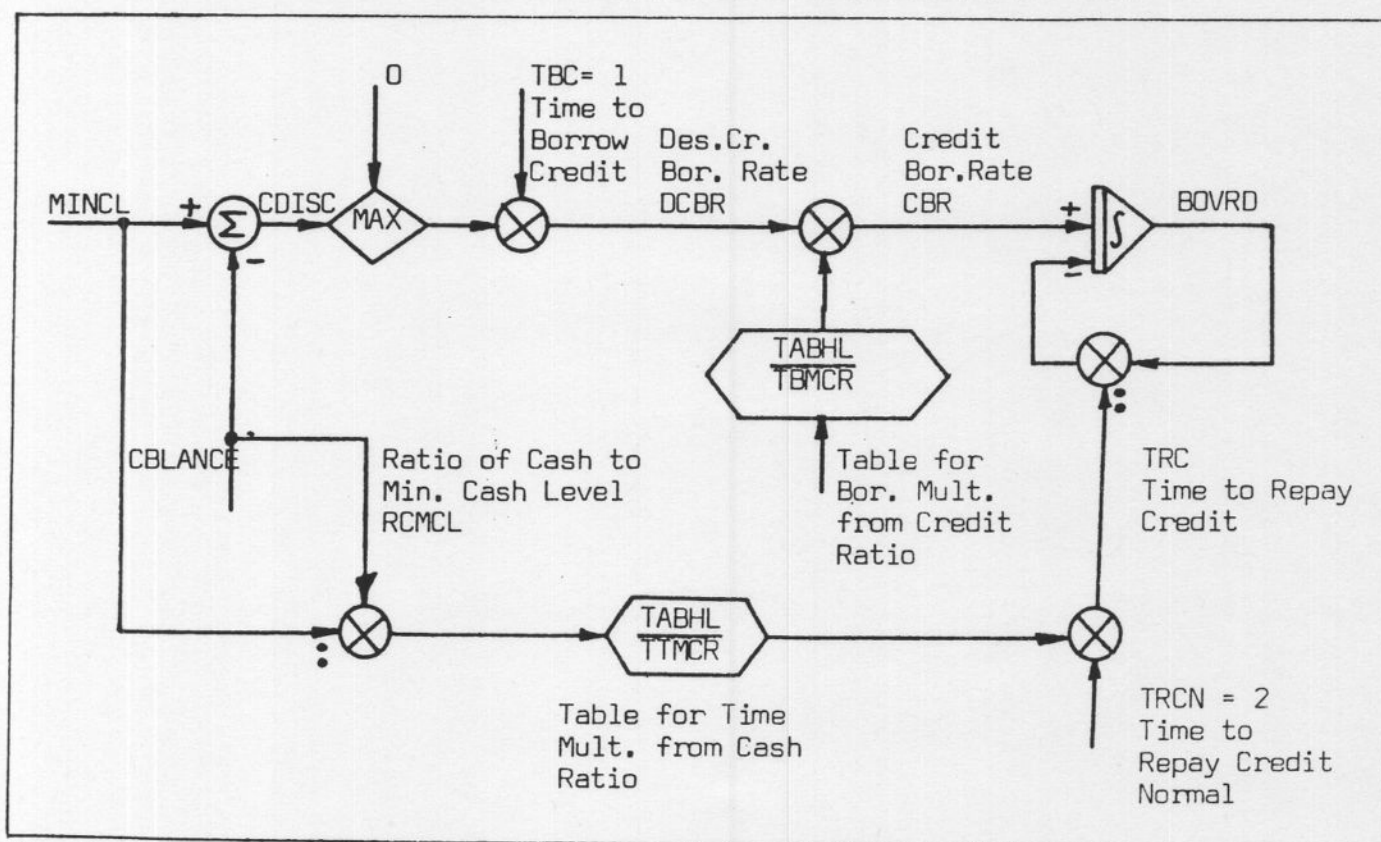 0
TBC= 1
Time to
Borrow
Credit
Des.Cr.
Bor. Rate
DCBR
Credit
Bor.Rate
CBR
MINCL
+
Σ
-
CDISC
MAX
+
-
∫
BOVRD
TABHL
TBMCR
CBLANCE
Ratio of Cash to
Min. Cash Level
RCMCL
Table for
Bor. Mult.
from Credit
Ratio
TRC
Time to Repay
Credit
TABHL
TTMCR
Table for Time
Mult. from Cash
Ratio
TRCN = 2
Time to
Repay Credit
Normal